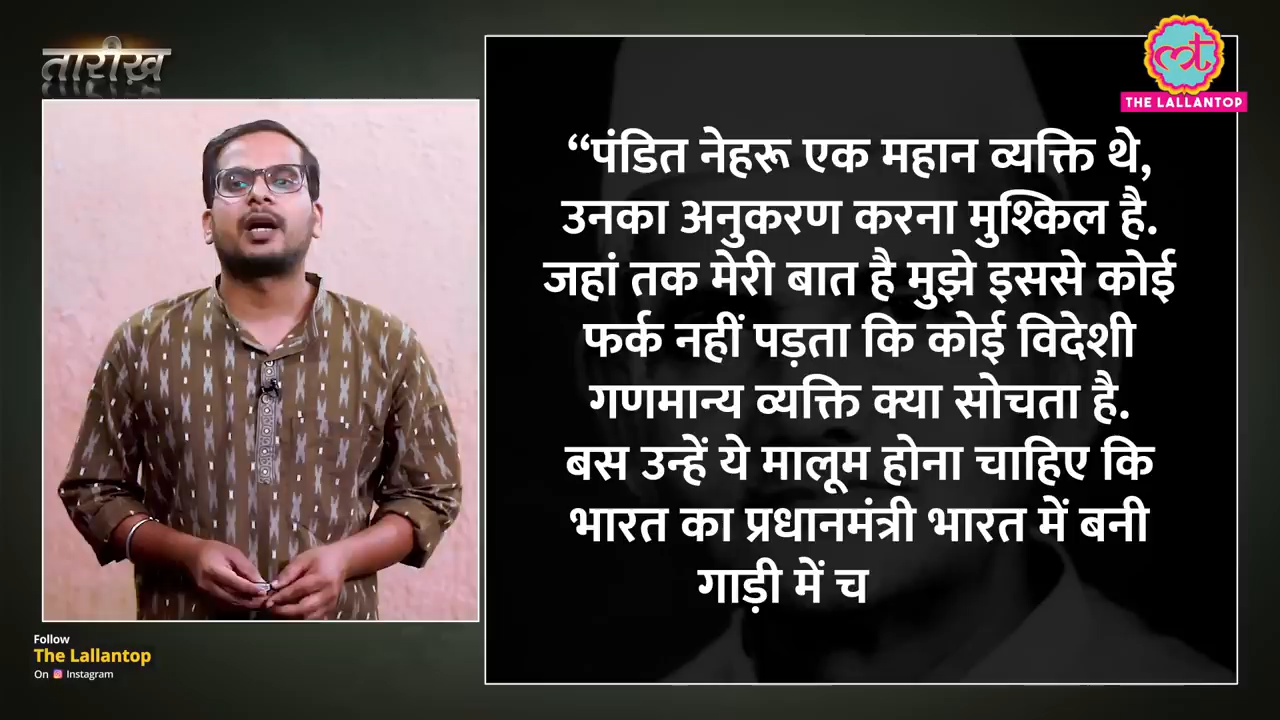 तारीख़
THE LALLANTOP
“पंडित नेहरू एक महान व्यक्ति थे,
उनका अनुकरण करना मुश्किल है.
जहां तक मेरी बात है मुझे इससे कोई
फर्क नहीं पड़ता कि कोई विदेशी
गणमान्य व्यक्ति क्या सोचता है.
बस उन्हें ये मालूम होना चाहिए कि
भारत का प्रधानमंत्री भारत में बनी
गाड़ी में च
Follow
The Lallantop
On Instagram